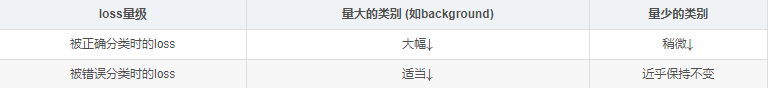 loss量级 量大的类别 (如background) 量少的类别
被正确分类时的loss 大幅↓ 稍微↓
被错误分类时的loss 适当↓ 近乎保持不变